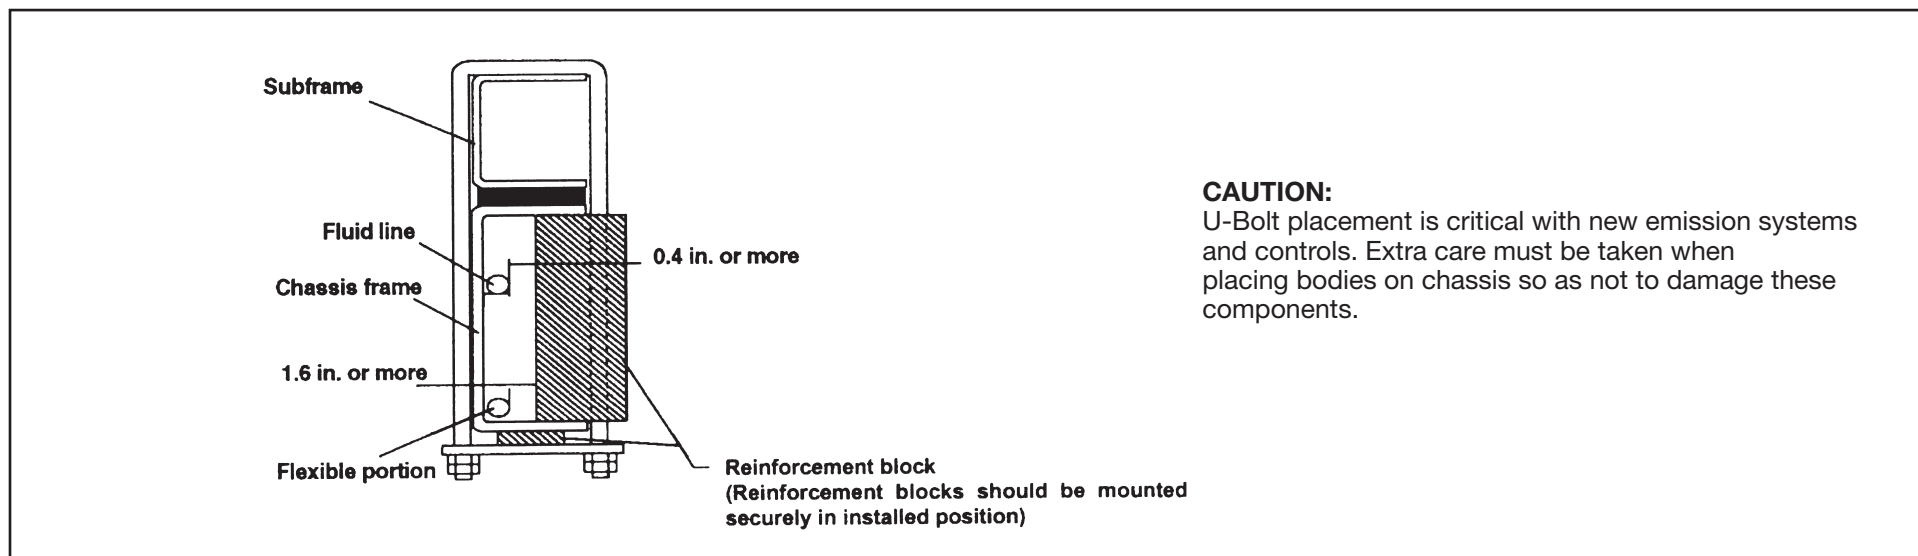 Subframe
Fluid line
0.4 in. or more
Chassis frame
1.6 in. or more
Flexible portion
Reinforcement block
(Reinforcement blocks should be mounted
securely in installed position)
CAUTION:
U-Bolt placement is critical with new emission systems
and controls. Extra care must be taken when
placing bodies on chassis so as not to damage these
components.